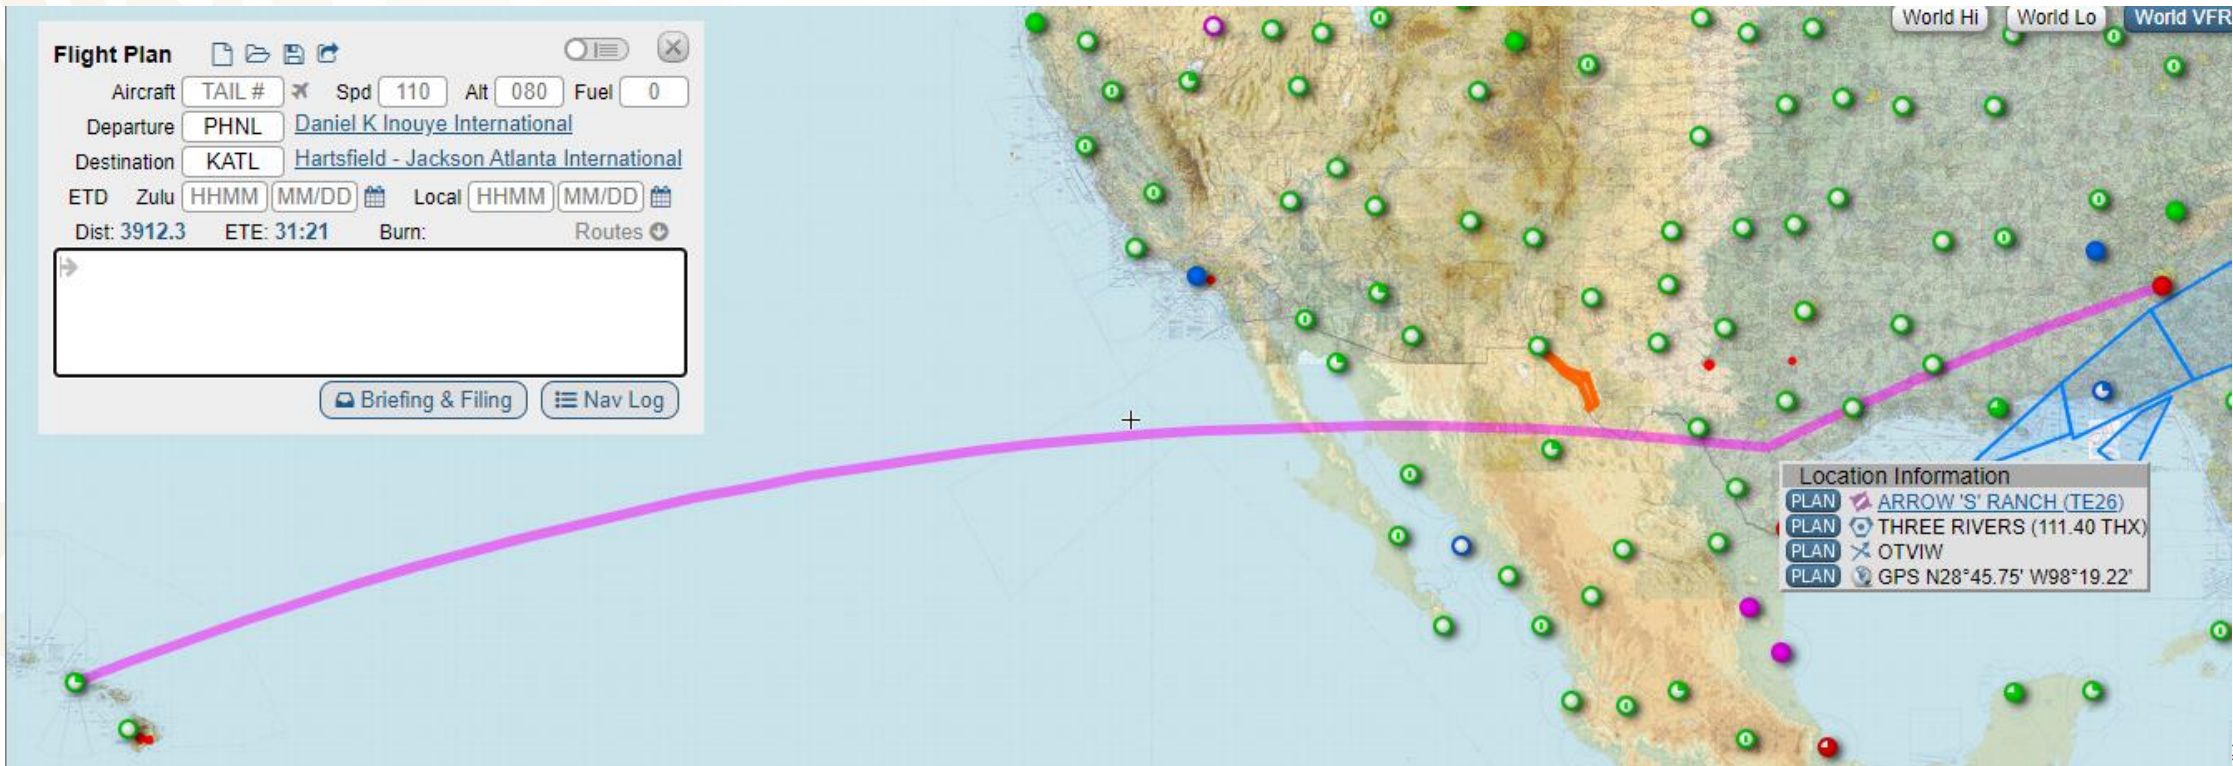 World Hi World Lo World VFR
Flight Plan
Aircraft TAIL # Spd 110 Alt 080 Fuel 0
Departure PHNL Daniel K Inouye International
Destination KATL Hartsfield - Jackson Atlanta International
ETD Zulu HHMM MM/DD Local HHMM MM/DD
Dist: 3912.3 ETE: 31:21 Burn: Routes
Briefing & Filing Nav Log
Location Information
PLAN ARROW 'S' RANCH (TE26)
PLAN THREE RIVERS (111.40 THX)
PLAN OTVIW
PLAN GPS N28°45.75' W98°19.22'